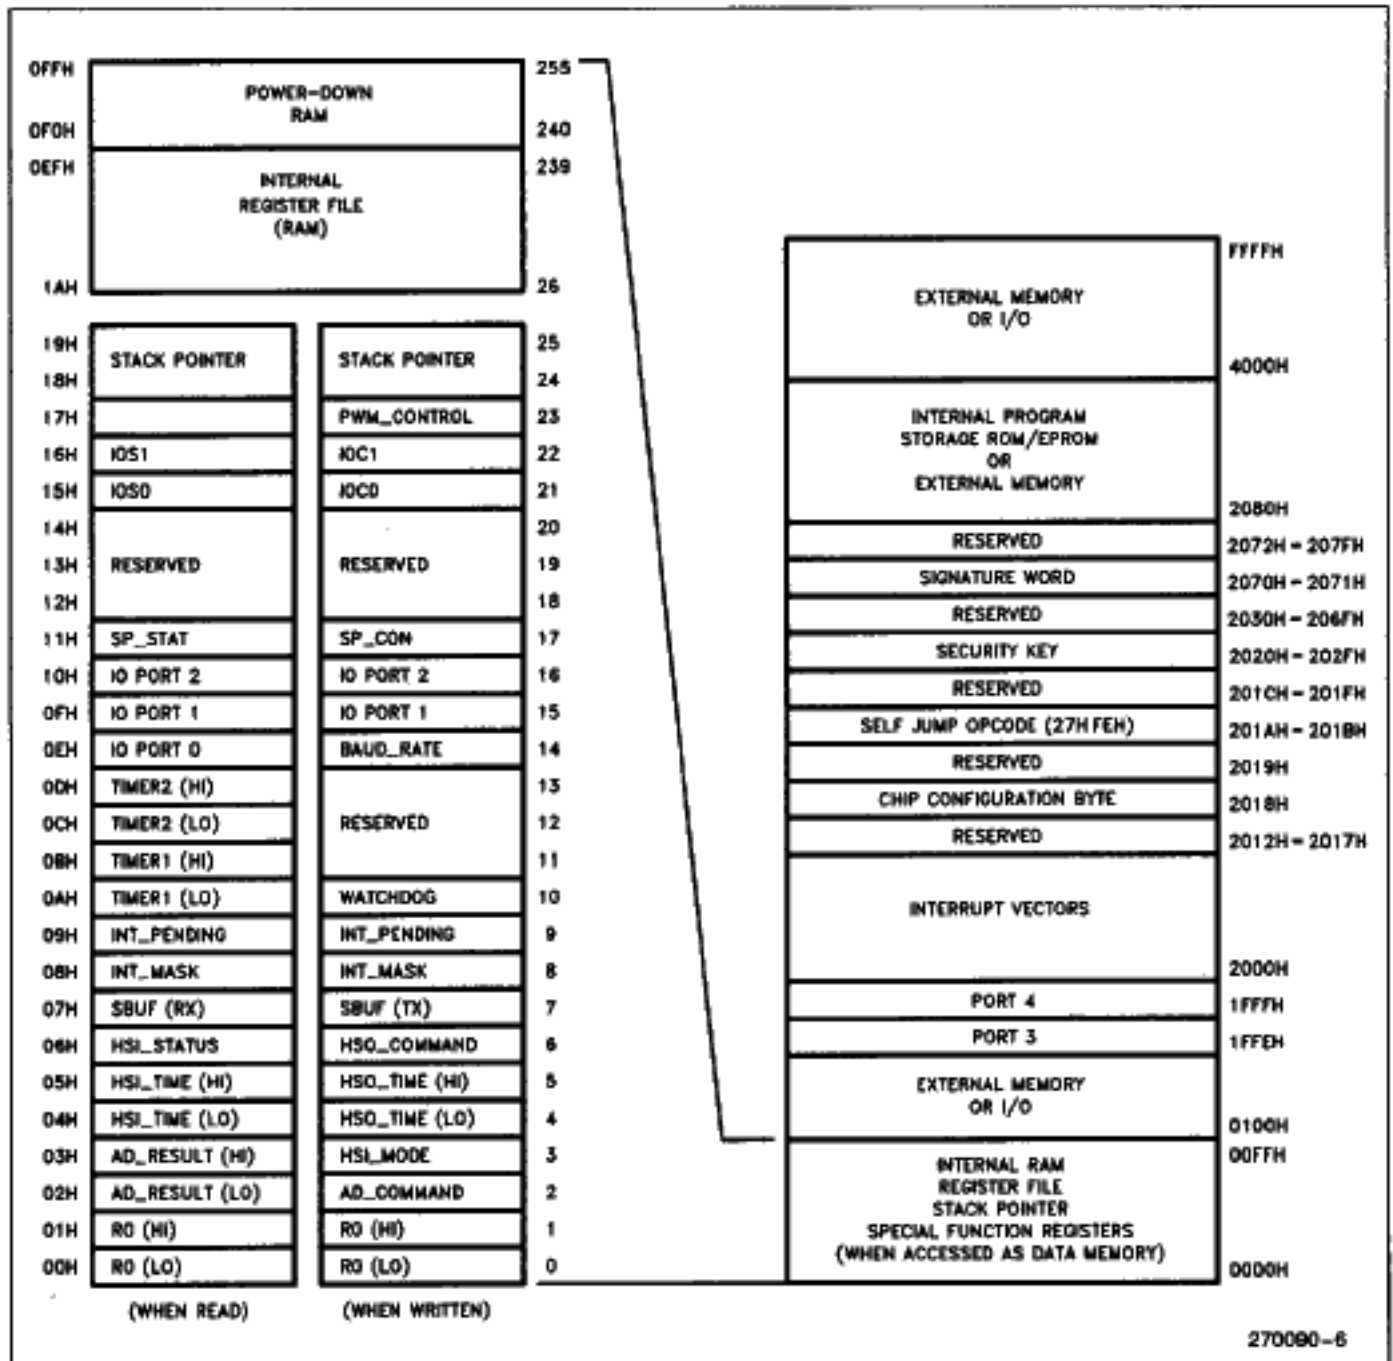 0FFH
POWER-DOWN
RAM
255
0F0H
240
0EFH
INTERNAL
REGISTER FILE
(RAM)
239
1AH
26
19H
STACK POINTER
STACK POINTER
25
18H
24
17H
PWM_CONTROL
23
16H
IOS1
IOC1
22
15H
IOS0
IOC0
21
14H
20
13H
RESERVED
RESERVED
19
12H
18
11H
SP_STAT
SP_CON
17
10H
IO PORT 2
IO PORT 2
16
0FH
IO PORT 1
IO PORT 1
15
0EH
IO PORT 0
BAUD_RATE
14
0DH
TIMER2 (HI)
13
0CH
TIMER2 (LO)
RESERVED
12
0BH
TIMER1 (HI)
11
0AH
TIMER1 (LO)
WATCHDOG
10
09H
INT_PENDING
INT_PENDING
9
08H
INT_MASK
INT_MASK
8
07H
SBUF (RX)
SBUF (TX)
7
06H
HSI_STATUS
HSO_COMMAND
6
05H
HSI_TIME (HI)
HSO_TIME (HI)
5
04H
HSI_TIME (LO)
HSO_TIME (LO)
4
03H
AD_RESULT (HI)
HSI_MODE
3
02H
AD_RESULT (LO)
AD_COMMAND
2
01H
R0 (HI)
R0 (HI)
1
00H
R0 (LO)
R0 (LO)
0
(WHEN READ)
(WHEN WRITTEN)
FFFFH
EXTERNAL MEMORY
OR I/O
4000H
INTERNAL PROGRAM
STORAGE ROM/EPROM
OR
EXTERNAL MEMORY
2080H
RESERVED
2072H - 207FH
SIGNATURE WORD
2070H - 2071H
RESERVED
2030H - 206FH
SECURITY KEY
2020H - 202FH
RESERVED
201CH - 201FH
SELF JUMP OPCODE (27H FEH)
201AH - 201BH
RESERVED
2019H
CHIP CONFIGURATION BYTE
2018H
RESERVED
2012H - 2017H
INTERRUPT VECTORS
2000H
PORT 4
1FFFH
PORT 3
1FFEH
EXTERNAL MEMORY
OR I/O
0100H
00FFH
INTERNAL RAM
REGISTER FILE
STACK POINTER
SPECIAL FUNCTION REGISTERS
(WHEN ACCESSED AS DATA MEMORY)
0000H
270090-6